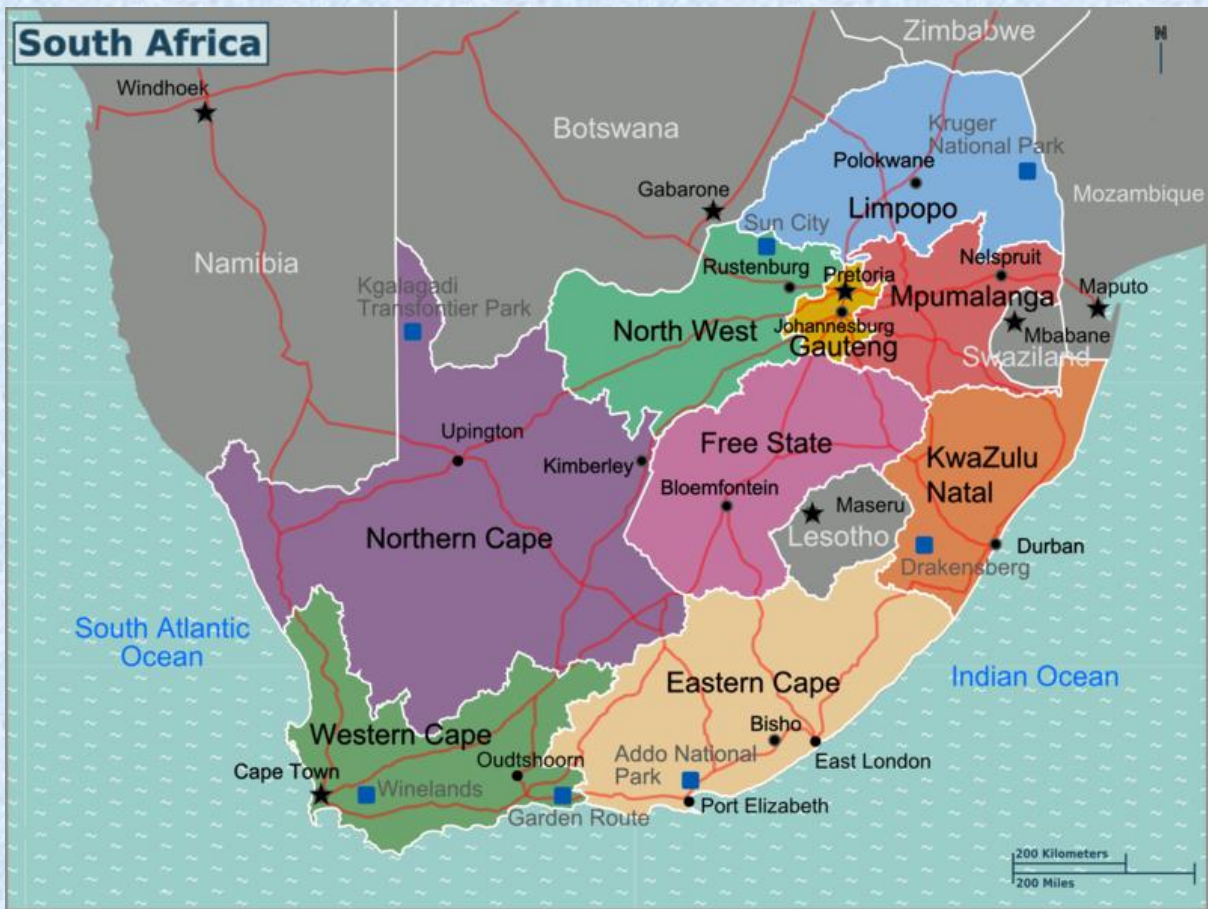 South Africa
Zimbabwe
N
Windhoek
Botswana
Kruger
National Park
Polokwane
Mozambique
Gabarone
Limpopo
Sun City
Namibia
Nelspruit
Kgalagadi
Transfontier Park
Rustenburg
Pretoria
Mpumalanga
Maputo
North West
Johannesburg
Mbabane
Gauteng
Swaziland
Upington
Free State
Kimberley
KwaZulu
Natal
Bloemfontein
Maseru
Northern Cape
Lesotho
Durban
Drakensberg
South Atlantic
Ocean
Eastern Cape
Indian Ocean
Western Cape
Bisho
Oudtshoorn
Addo National
Park
East London
Cape Town
Winelands
Port Elizabeth
Garden Route
200 Kilometers
200 Miles